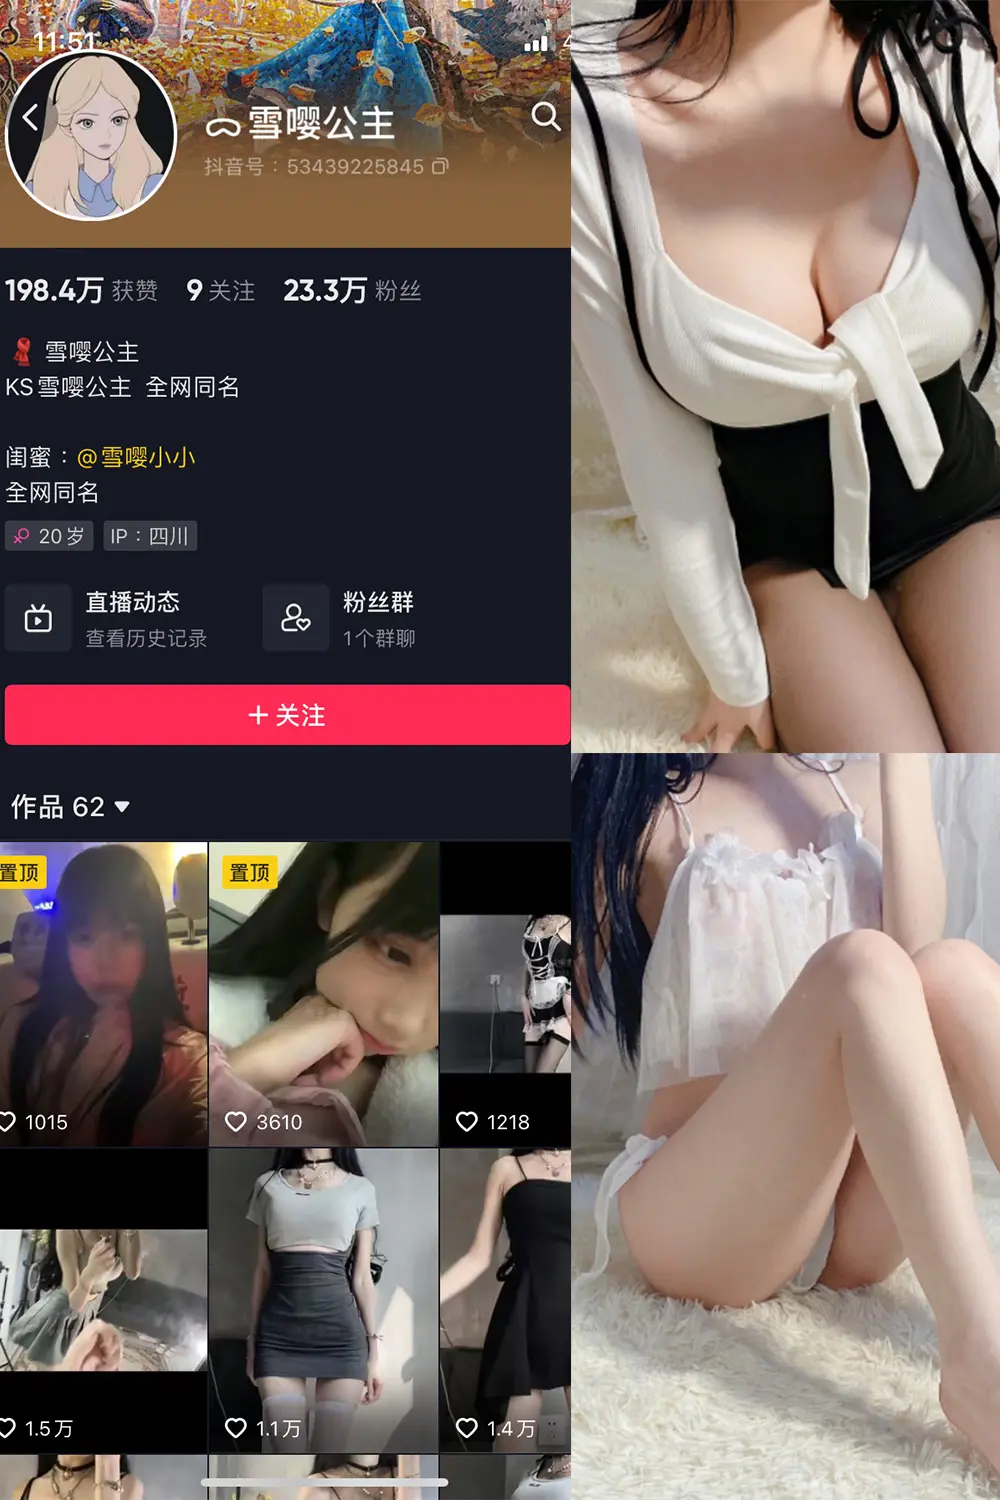 11:51
雪嘤公主
抖音号：53439225845
198.4万 获赞 9 关注 23.3万 粉丝
雪嘤公主
KS雪嘤公主 全网同名
闺蜜：@雪嘤小小
全网同名
20岁 IP：四川
直播动态 粉丝群
查看历史记录 1个群聊
+ 关注
作品 62
置顶 置顶
1015 3610 1218
1.5万 1.1万 1.4万